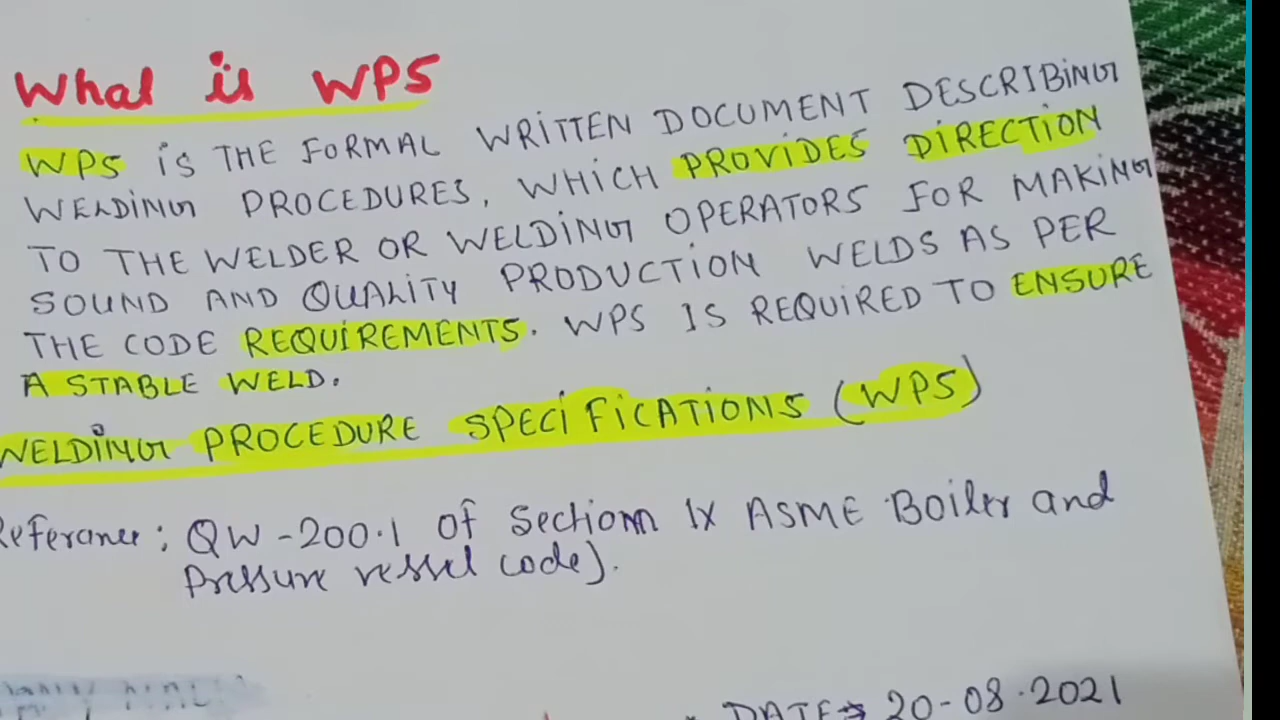 What is WPS
WPS IS THE FORMAL WRITTEN DOCUMENT DESCRIBING
WELDING PROCEDURES, WHICH PROVIDES DIRECTION
TO THE WELDER OR WELDING OPERATORS FOR MAKING
SOUND AND QUALITY PRODUCTION WELDS AS PER
THE CODE REQUIREMENTS. WPS IS REQUIRED TO ENSURE
A STABLE WELD.
WELDING PROCEDURE SPECIFICATIONS (WPS)
Referance: QW-200.1 of Section IX ASME Boiler and
Pressure vessel code).
DATE → 20-08.2021